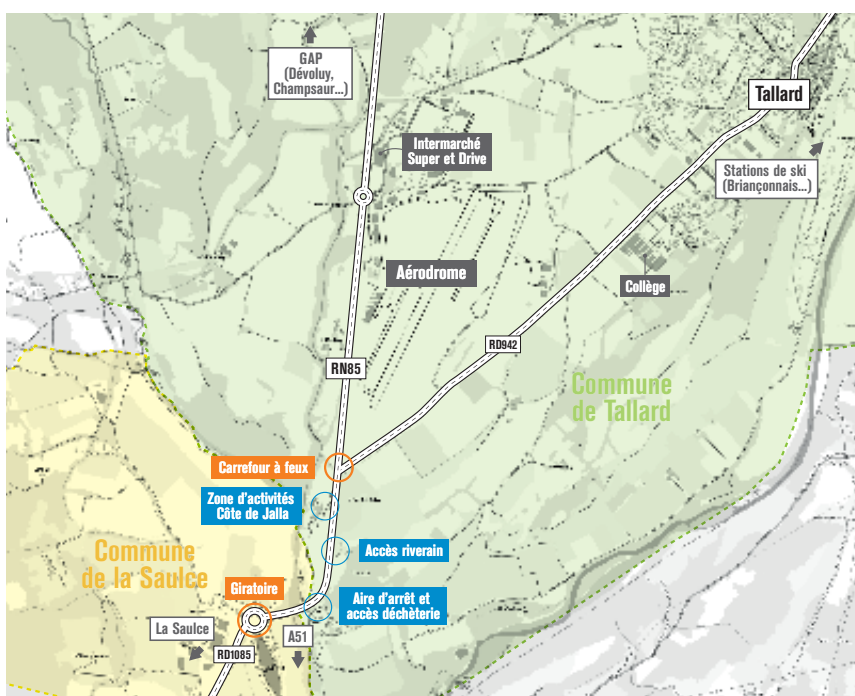 GAP
(Dévoluy,
Champsaur...)
Tallard
Intermarché
Super et Drive
Stations de ski
(Briançonnais...)
Aérodrome
Collège
RD942
RN85
Commune
de Tallard
Carrefour à feux
Zone d'activités
Côte de Jalla
Accès riverain
Commune
de la Saulce
Giratoire
Aire d'arrêt et
accès déchèterie
La Saulce
A51
RD1085